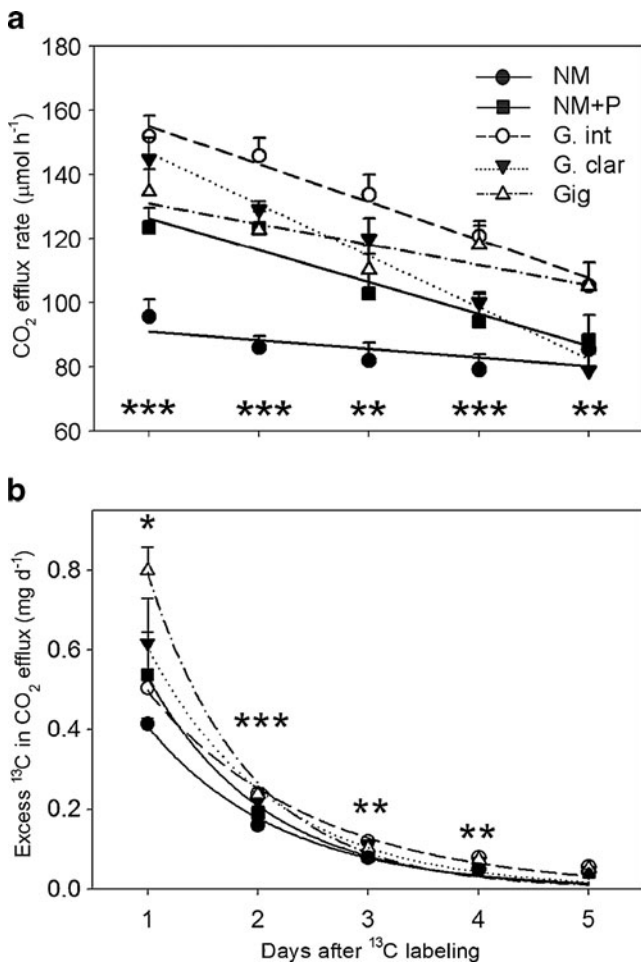 a
180
160
140
120
100
80
60
CO₂ efflux rate (μmol h⁻¹)
NM
NM+P
G. int
G. clar
Gig
*** *** ** *** **
b
0.8
0.6
0.4
0.2
0.0
Excess ¹³C in CO₂ efflux (mg d⁻¹)
*
***
**
**
1 2 3 4 5
Days after ¹³C labeling